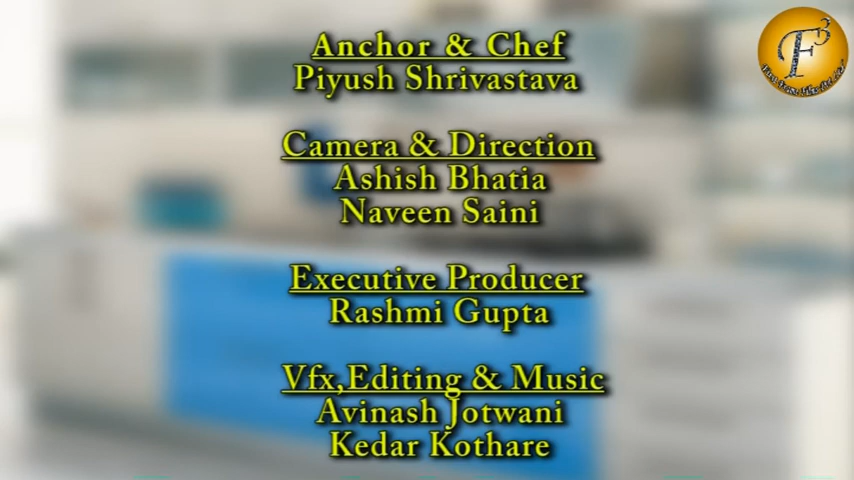 Anchor & Chef
Piyush Shrivastava
Camera & Direction
Ashish Bhatia
Naveen Saini
Executive Producer
Rashmi Gupta
Vfx,Editing & Music
Avinash Jotwani
Kedar Kothare
F3